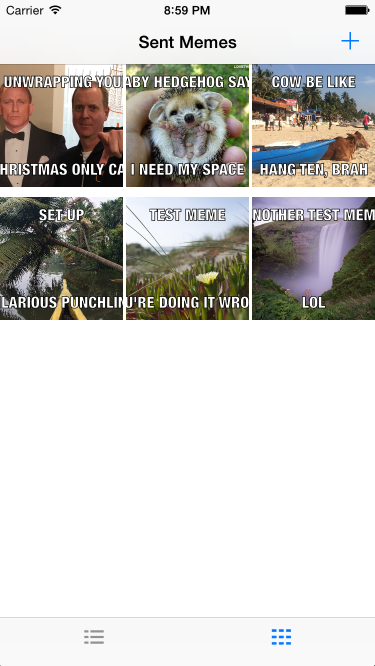 Carrier 8:59 PM
Sent Memes
UNWRAPPING YOU
HRISTMAS ONLY CA
ABY HEDGEHOG SAY
I NEED MY SPACE
COW BE LIKE
HANG TEN, BRAH
SET-UP
LARIOUS PUNCHLIN
TEST MEME
U'RE DOING IT WRO
NOTHER TEST MEM
LOL